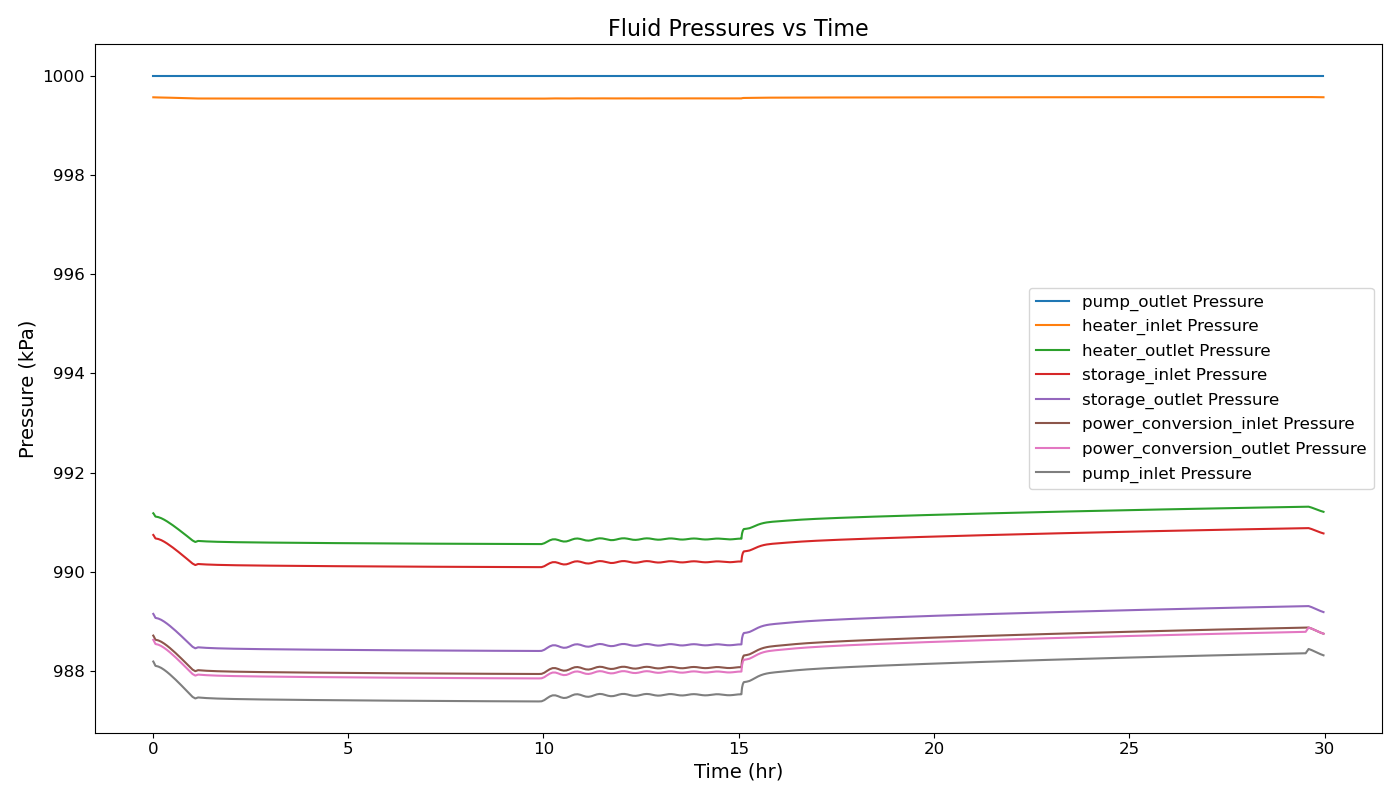 Fluid Pressures vs Time
Pressure (kPa)
1000
998
996
994
992
990
988
pump_outlet Pressure
heater_inlet Pressure
heater_outlet Pressure
storage_inlet Pressure
storage_outlet Pressure
power_conversion_inlet Pressure
power_conversion_outlet Pressure
pump_inlet Pressure
0 5 10 15 20 25 30
Time (hr)